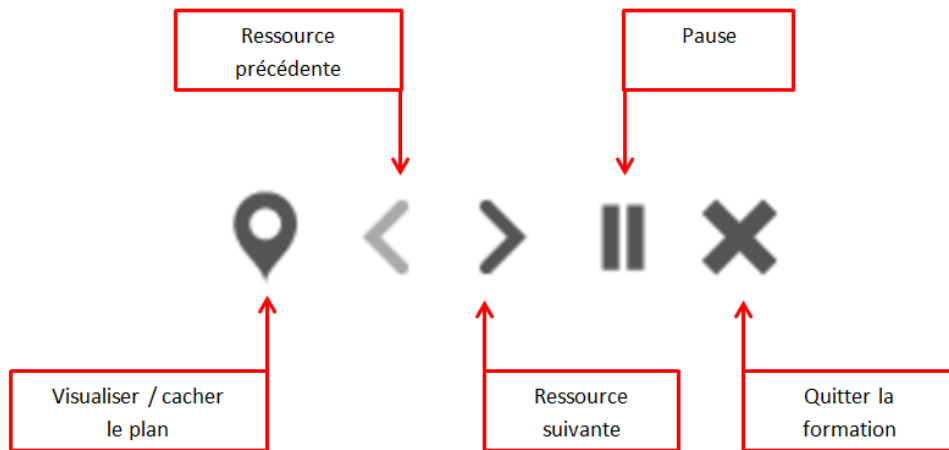 Ressource
précédente
Pause
Visualiser / cacher
le plan
Ressource
suivante
Quitter la
formation